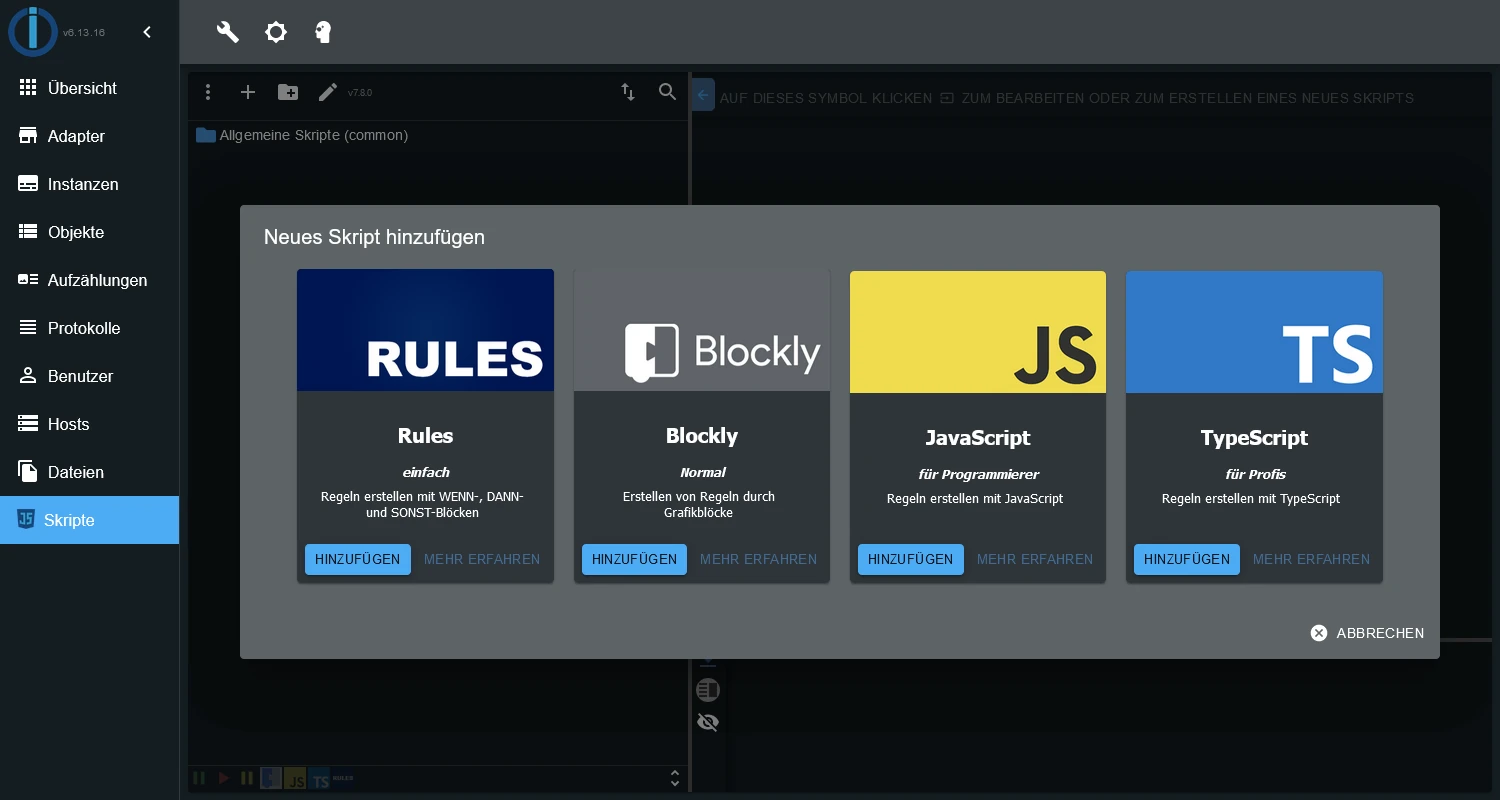 v6.13.16
Übersicht
Adapter
Instanzen
Objekte
Aufzählungen
Protokolle
Benutzer
Hosts
Dateien
JS Skripte
v7.8.0
AUF DIESES SYMBOL KLICKEN ZUM BEARBEITEN ODER ZUM ERSTELLEN EINES NEUES SKRIPTS
Allgemeine Skripte (common)
Neues Skript hinzufügen
RULES
Rules
einfach
Regeln erstellen mit WENN-, DANN-
und SONST-Blöcken
HINZUFÜGEN MEHR ERFAHREN
Blockly
Blockly
Normal
Erstellen von Regeln durch
Grafikblöcke
HINZUFÜGEN MEHR ERFAHREN
JS
JavaScript
für Programmierer
Regeln erstellen mit JavaScript
HINZUFÜGEN MEHR ERFAHREN
TS
TypeScript
für Profis
Regeln erstellen mit TypeScript
HINZUFÜGEN MEHR ERFAHREN
ABBRECHEN
JS TS RULES